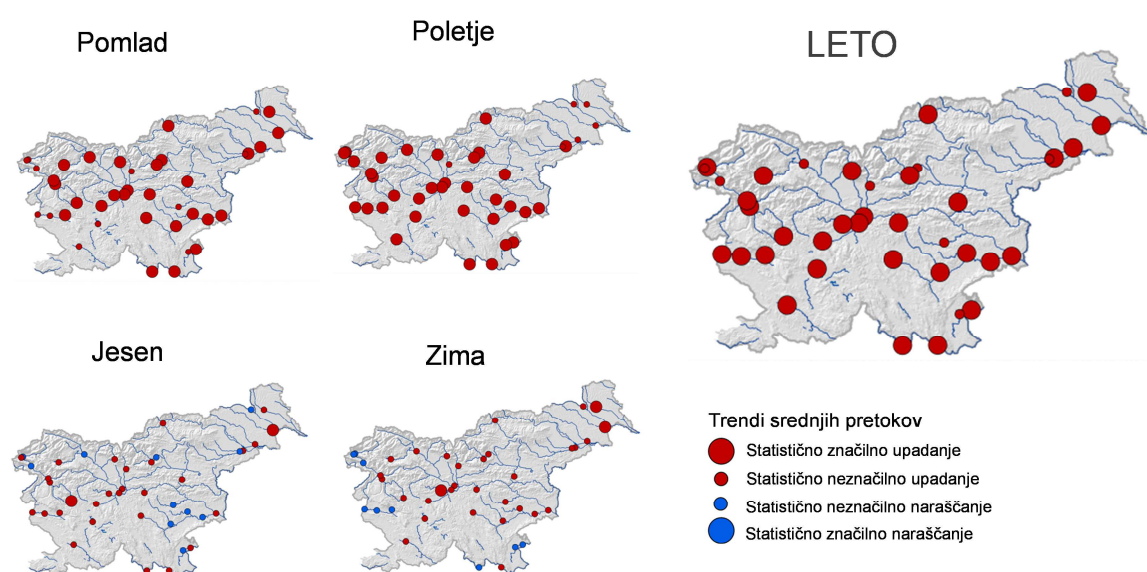 Pomlad
Poletje
LETO
Jesen
Zima
Trendi srednjih pretokov
Statistično značilno upadanje
Statistično neznačilno upadanje
Statistično neznačilno naraščanje
Statistično značilno naraščanje